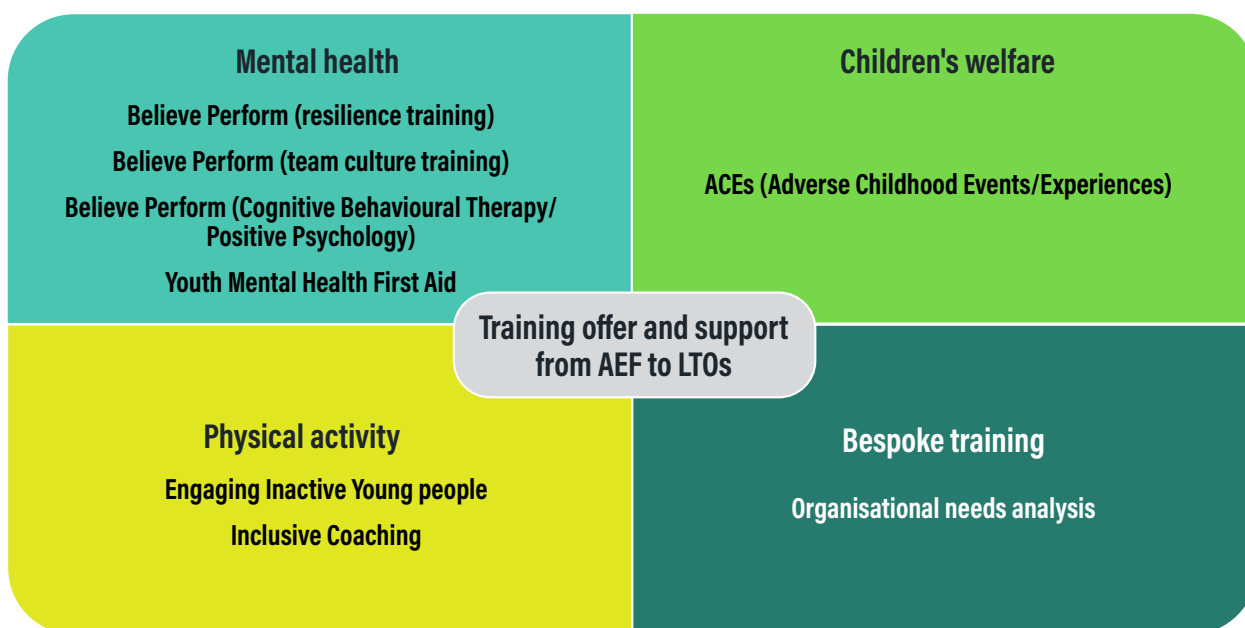 Mental health
Believe Perform (resilience training)
Believe Perform (team culture training)
Believe Perform (Cognitive Behavioural Therapy/
Positive Psychology)
Youth Mental Health First Aid
Children's welfare
ACEs (Adverse Childhood Events/Experiences)
Training offer and support
from AEF to LTOs
Physical activity
Engaging Inactive Young people
Inclusive Coaching
Bespoke training
Organisational needs analysis